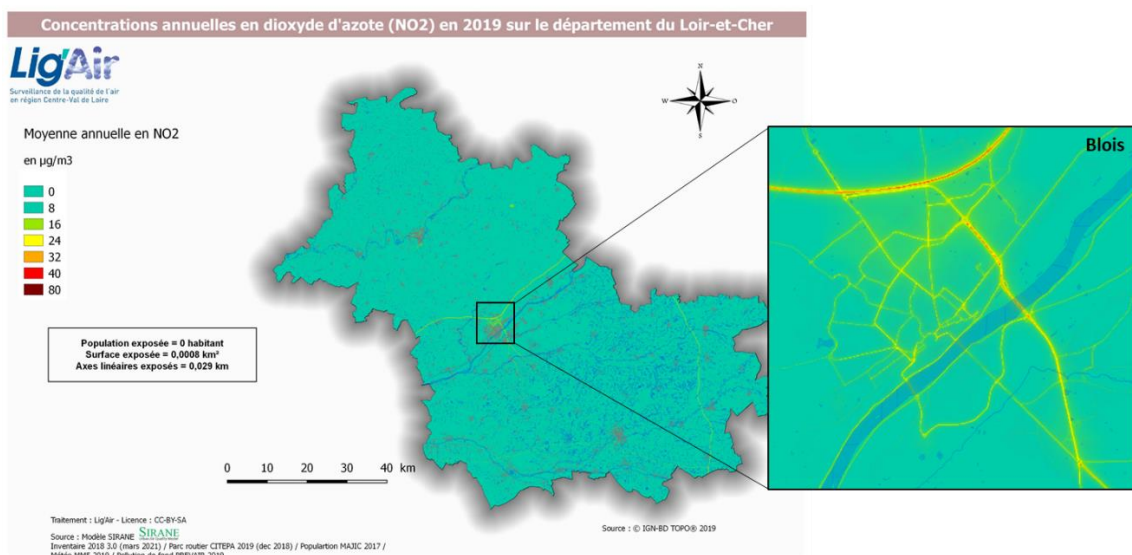 Concentrations annuelles en dioxyde d'azote (NO2) en 2019 sur le département du Loir-et-Cher
Lig'Air
Surveillance de la qualité de l'air
en région Centre-Val de Loire
N
W
O
S
Blois
Moyenne annuelle en NO2
en µg/m3
0
8
16
24
32
40
80
Population exposée = 0 habitant
Surface exposée = 0,0008 km²
Axes linéaires exposés = 0,029 km
0 10 20 30 40 km
Traitement : Lig'Air - Licence : CC-BY-SA
Source : Modèle SIRANE SIRANE
Source : © IGN-BD TOPO® 2019
Inventaire 2018 3.0 (mars 2021) / Parc routier CITEPA 2019 (dec 2018) / Population MAJIC 2017 /